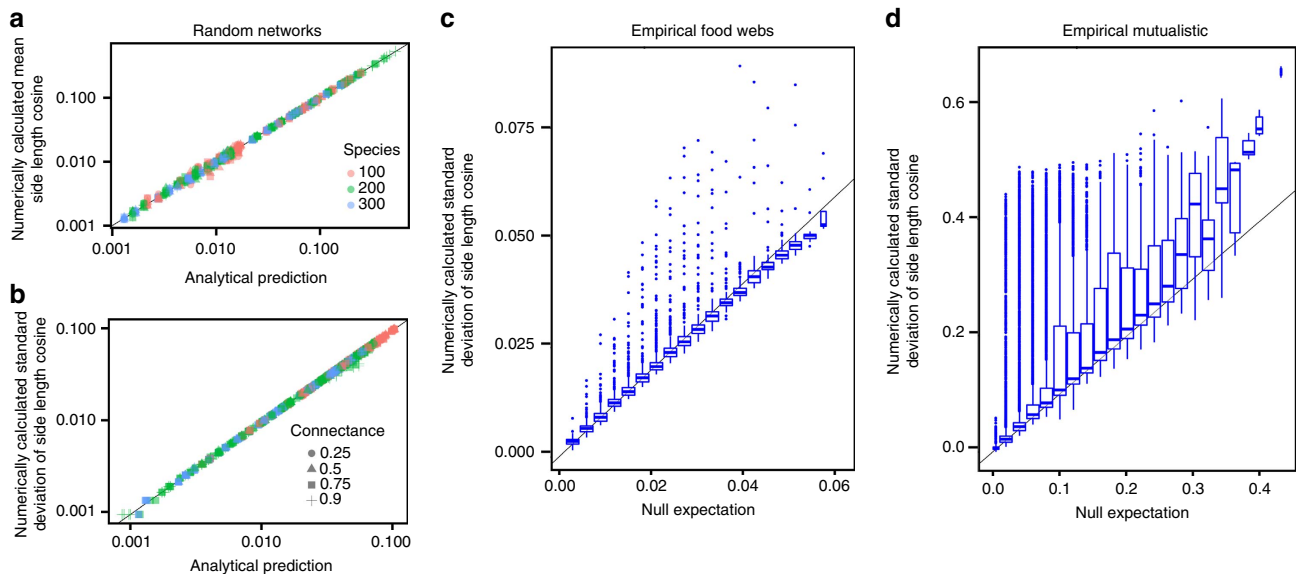 a
Random networks
Numerically calculated mean
side length cosine
0.100
0.010
0.001
0.001
0.010
0.100
Analytical prediction
Species
100
200
300
b
Numerically calculated standard
deviation of side length cosine
0.100
0.010
0.001
0.001
0.010
0.100
Analytical prediction
Connectance
0.25
0.5
0.75
0.9
c
Empirical food webs
Numerically calculated standard
deviation of side length cosine
0.075
0.050
0.025
0.000
0.00
0.02
0.04
0.06
Null expectation
d
Empirical mutualistic
Numerically calculated standard
deviation of side length cosine
0.6
0.4
0.2
0.0
0.0
0.1
0.2
0.3
0.4
Null expectation